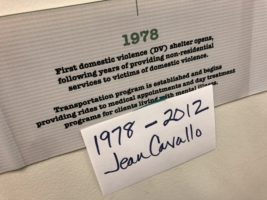 1978
First domestic violence (DV) shelter opens,
following years of providing non-residential
services to victims of domestic violence.
Transportation program is established and begins
providing rides to medical appointments and day treatment
programs for clients living with mental illness.
1978 - 2012
Jean Cavallo